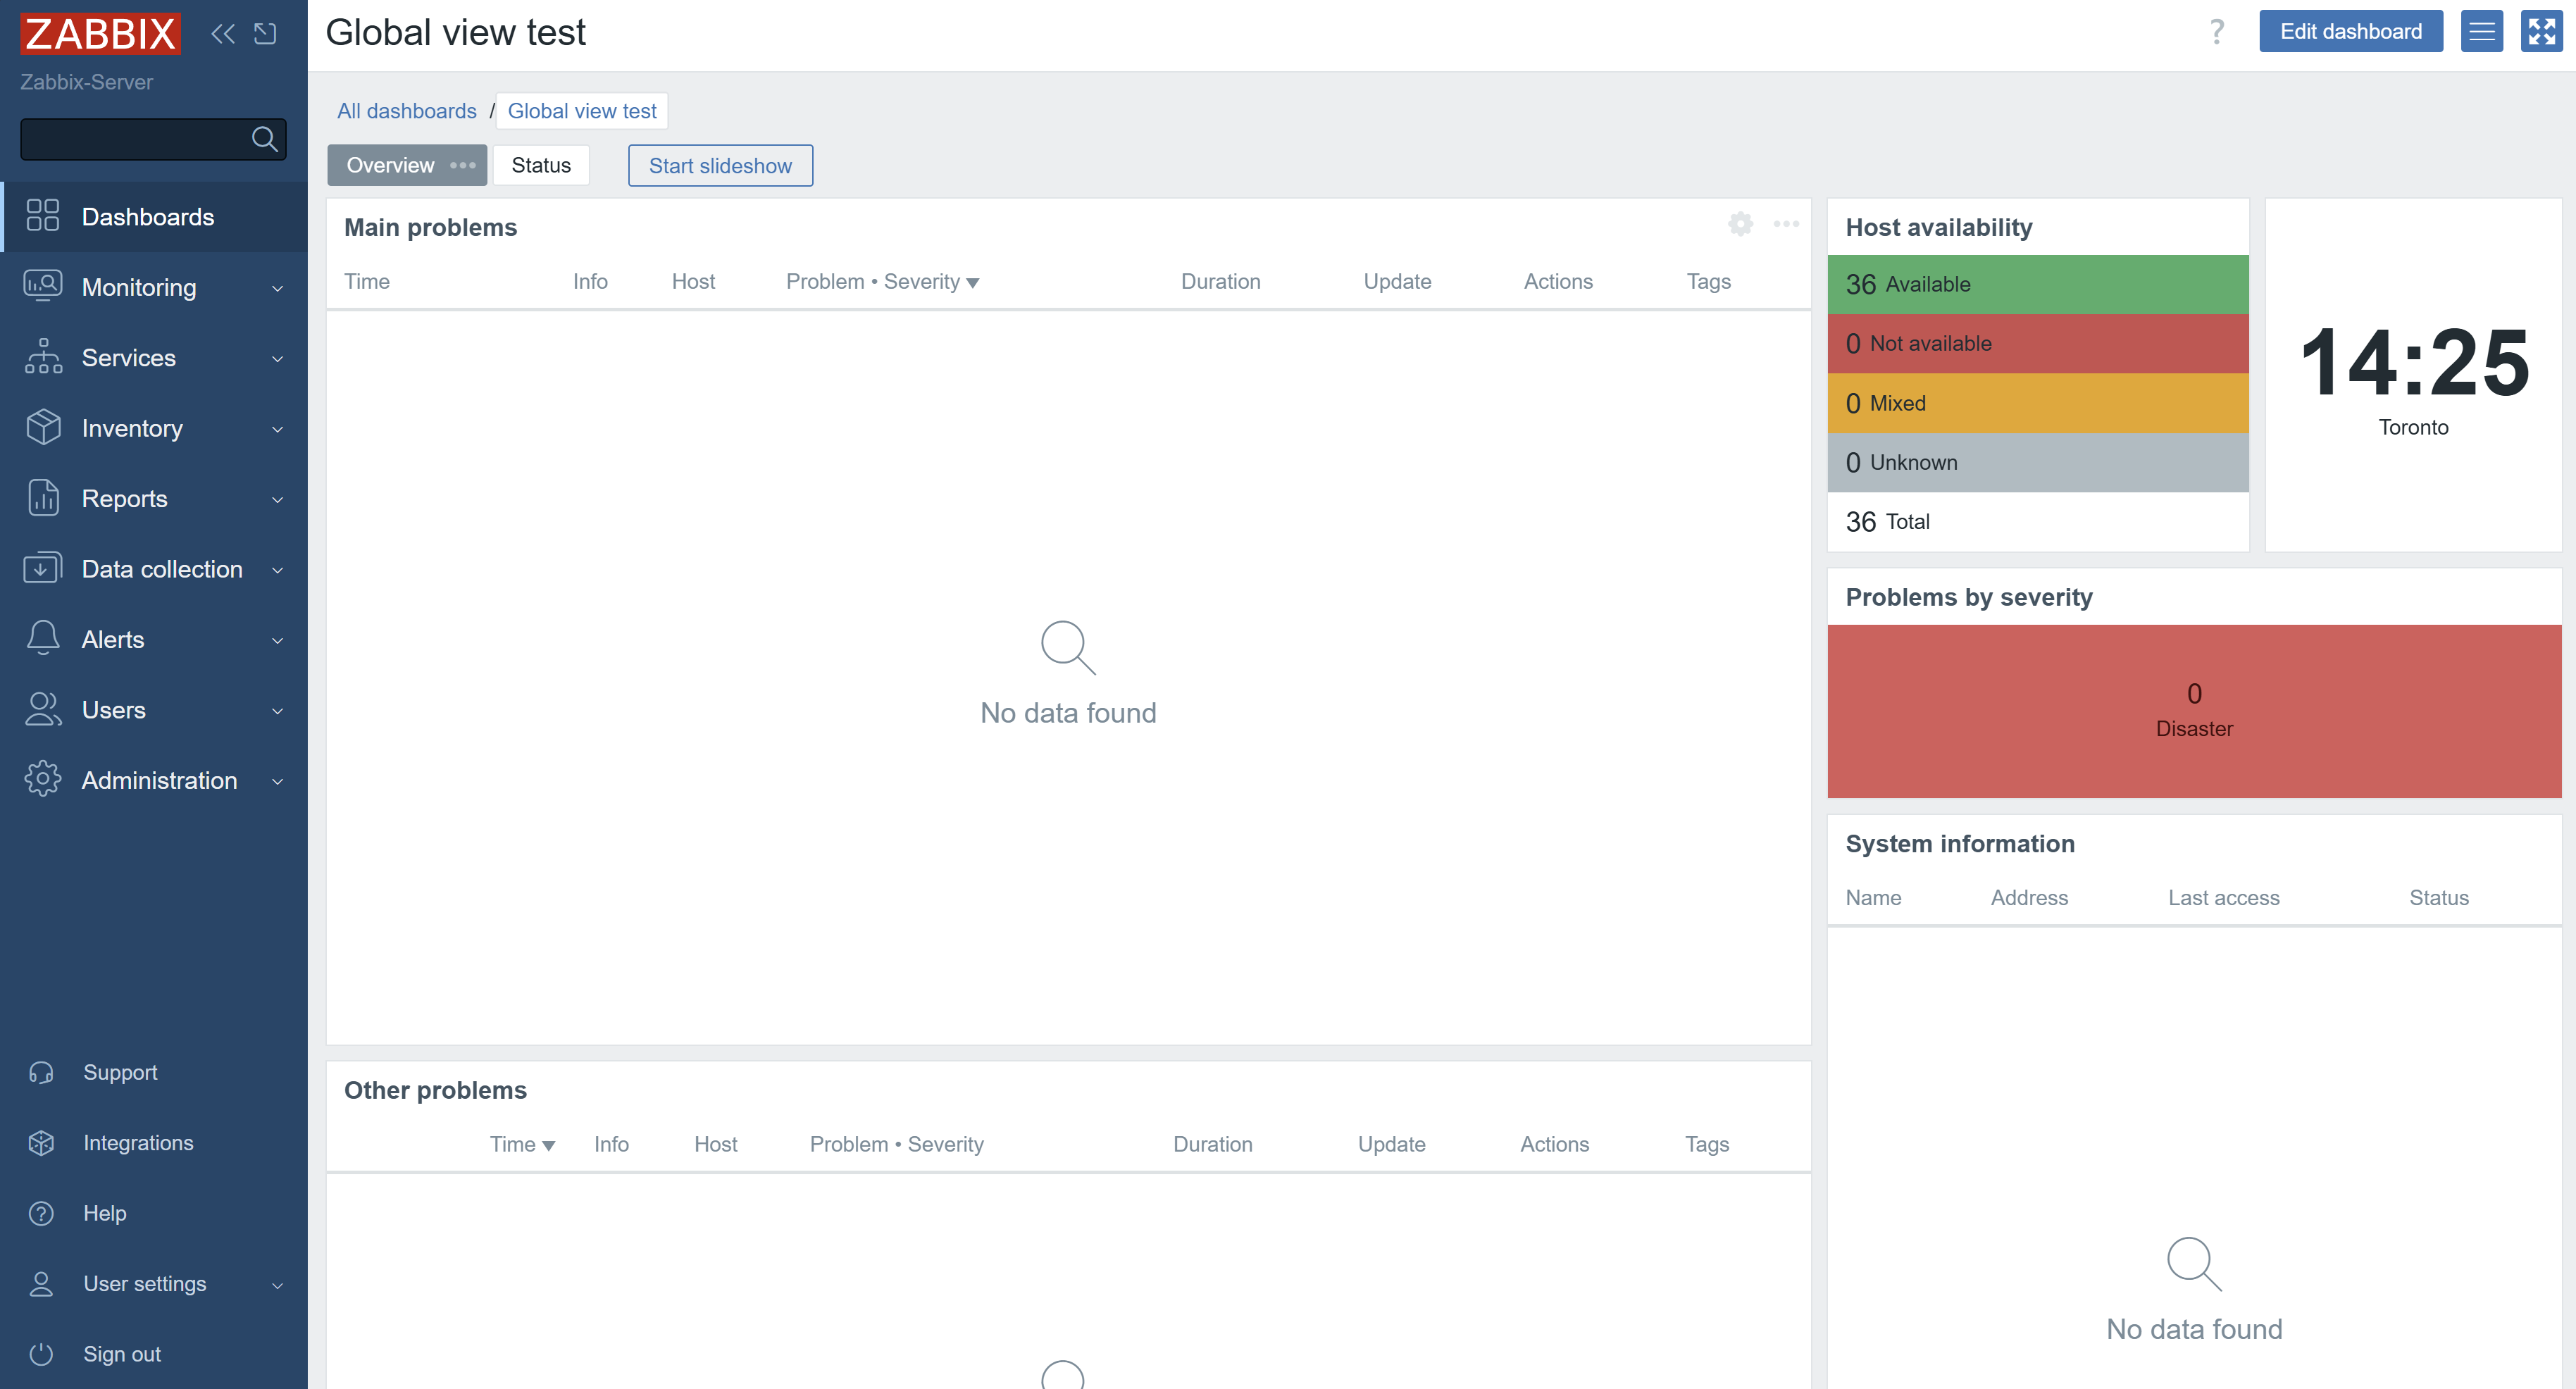 ZABBIX
Zabbix-Server
Dashboards
Monitoring
Services
Inventory
Reports
Data collection
Alerts
Users
Administration
Support
Integrations
Help
User settings
Sign out
Global view test
? Edit dashboard
All dashboards / Global view test
Overview ••• Status Start slideshow
Main problems
Time Info Host Problem • Severity ▼ Duration Update Actions Tags
No data found
Other problems
Time ▼ Info Host Problem • Severity Duration Update Actions Tags
Host availability
36 Available
0 Not available
0 Mixed
0 Unknown
36 Total
14:25
Toronto
Problems by severity
0
Disaster
System information
Name Address Last access Status
No data found